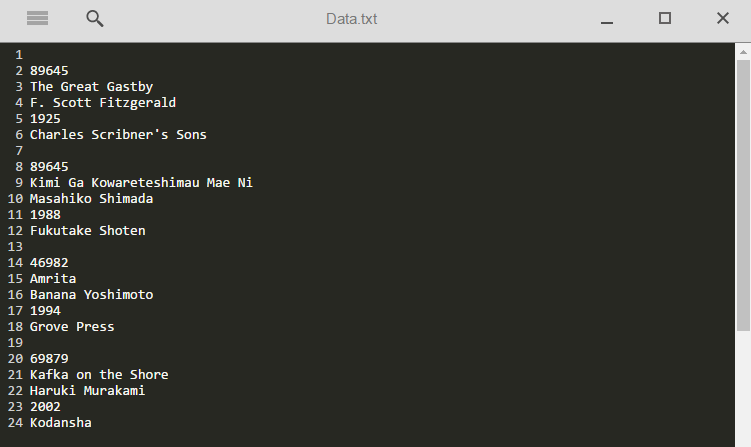 Data.txt
1
2 89645
3 The Great Gastby
4 F. Scott Fitzgerald
5 1925
6 Charles Scribner's Sons
7
8 89645
9 Kimi Ga Kowareteshimau Mae Ni
10 Masahiko Shimada
11 1988
12 Fukutake Shoten
13
14 46982
15 Amrita
16 Banana Yoshimoto
17 1994
18 Grove Press
19
20 69879
21 Kafka on the Shore
22 Haruki Murakami
23 2002
24 Kodansha